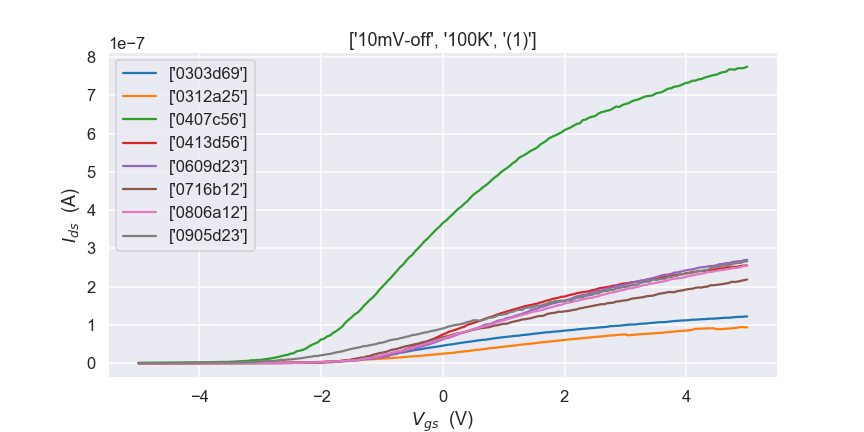 ['10mV-off', '100K', '(1)']
1e−7
8
7
6
5
4
3
2
1
0
I_ds (A)
['0303d69']
['0312a25']
['0407c56']
['0413d56']
['0609d23']
['0716b12']
['0806a12']
['0905d23']
−4
−2
0
2
4
V_gs (V)